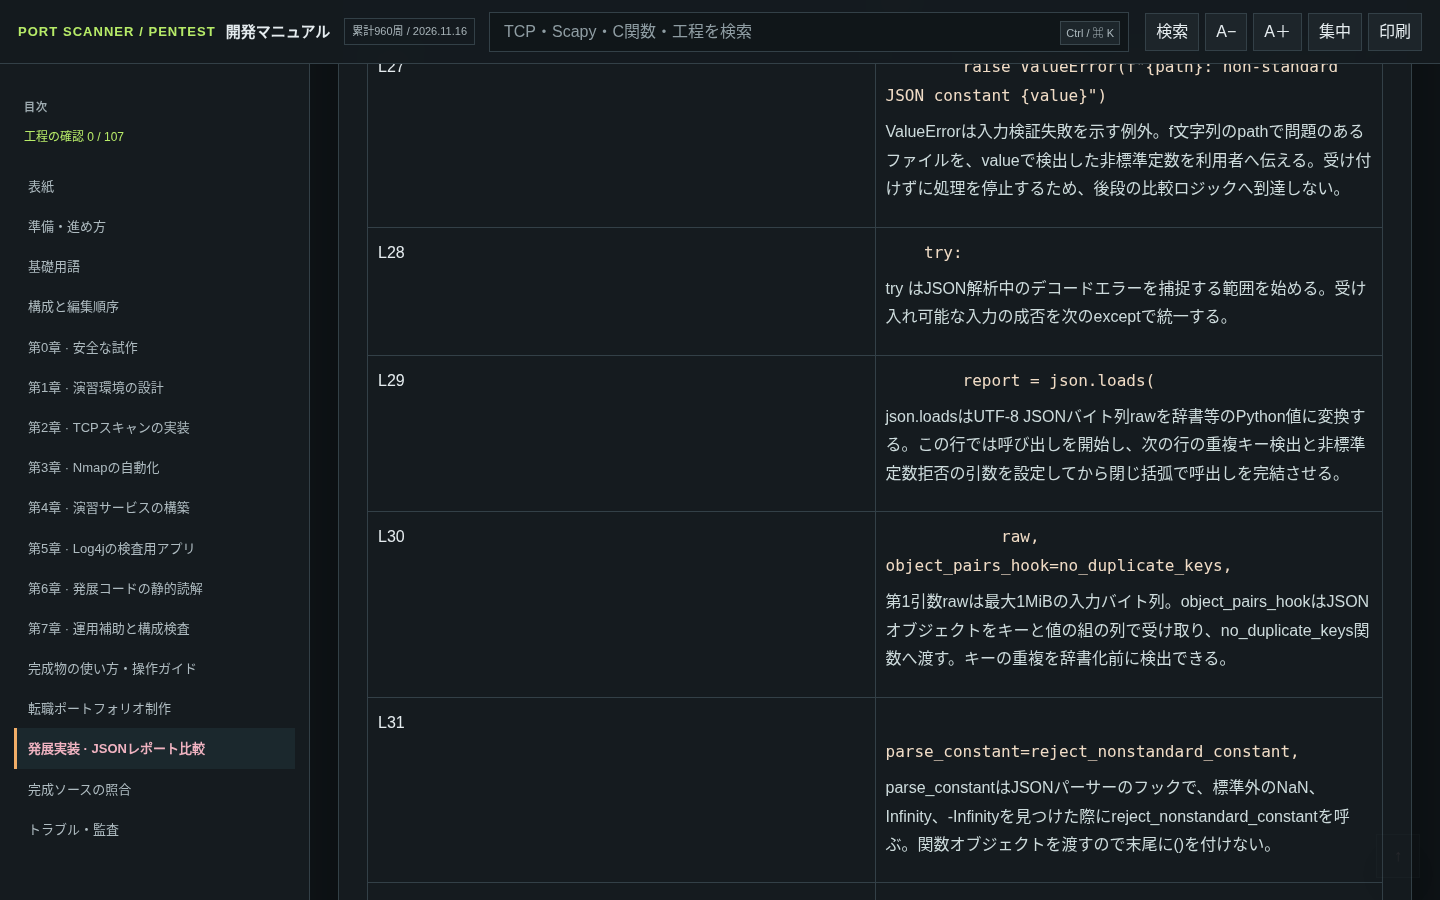 PORT SCANNER / PENTEST 開発マニュアル 累計960周 / 2026.11.16 TCP・Scapy・C関数・工程を検索 Ctrl / ⌘ K 検索 A− A＋ 集中 印刷
目次
工程の確認 0 / 107
表紙
準備・進め方
基礎用語
構成と編集順序
第0章 · 安全な試作
第1章 · 演習環境の設計
第2章 · TCPスキャンの実装
第3章 · Nmapの自動化
第4章 · 演習サービスの構築
第5章 · Log4jの検査用アプリ
第6章 · 発展コードの静的読解
第7章 · 運用補助と構成検査
完成物の使い方・操作ガイド
転職ポートフォリオ制作
発展実装 · JSONレポート比較
完成ソースの照合
トラブル・監査
L27
raise ValueError(f"{path}: non-standard
JSON constant {value}")
ValueErrorは入力検証失敗を示す例外。f文字列のpathで問題のある
ファイルを、valueで検出した非標準定数を利用者へ伝える。受け付
けずに処理を停止するため、後段の比較ロジックへ到達しない。
L28
try:
try はJSON解析中のデコードエラーを捕捉する範囲を始める。受け
入れ可能な入力の成否を次のexceptで統一する。
L29
report = json.loads(
json.loadsはUTF-8 JSONバイト列rawを辞書等のPython値に変換す
る。この行では呼び出しを開始し、次の行の重複キー検出と非標準
定数拒否の引数を設定してから閉じ括弧で呼出しを完結させる。
L30
raw,
object_pairs_hook=no_duplicate_keys,
第1引数rawは最大1MiBの入力バイト列。object_pairs_hookはJSON
オブジェクトをキーと値の組の列で受け取り、no_duplicate_keys関
数へ渡す。キーの重複を辞書化前に検出できる。
L31
parse_constant=reject_nonstandard_constant,
parse_constantはJSONパーサーのフックで、標準外のNaN、
Infinity、-Infinityを見つけた際にreject_nonstandard_constantを呼
ぶ。関数オブジェクトを渡すので末尾に()を付けない。